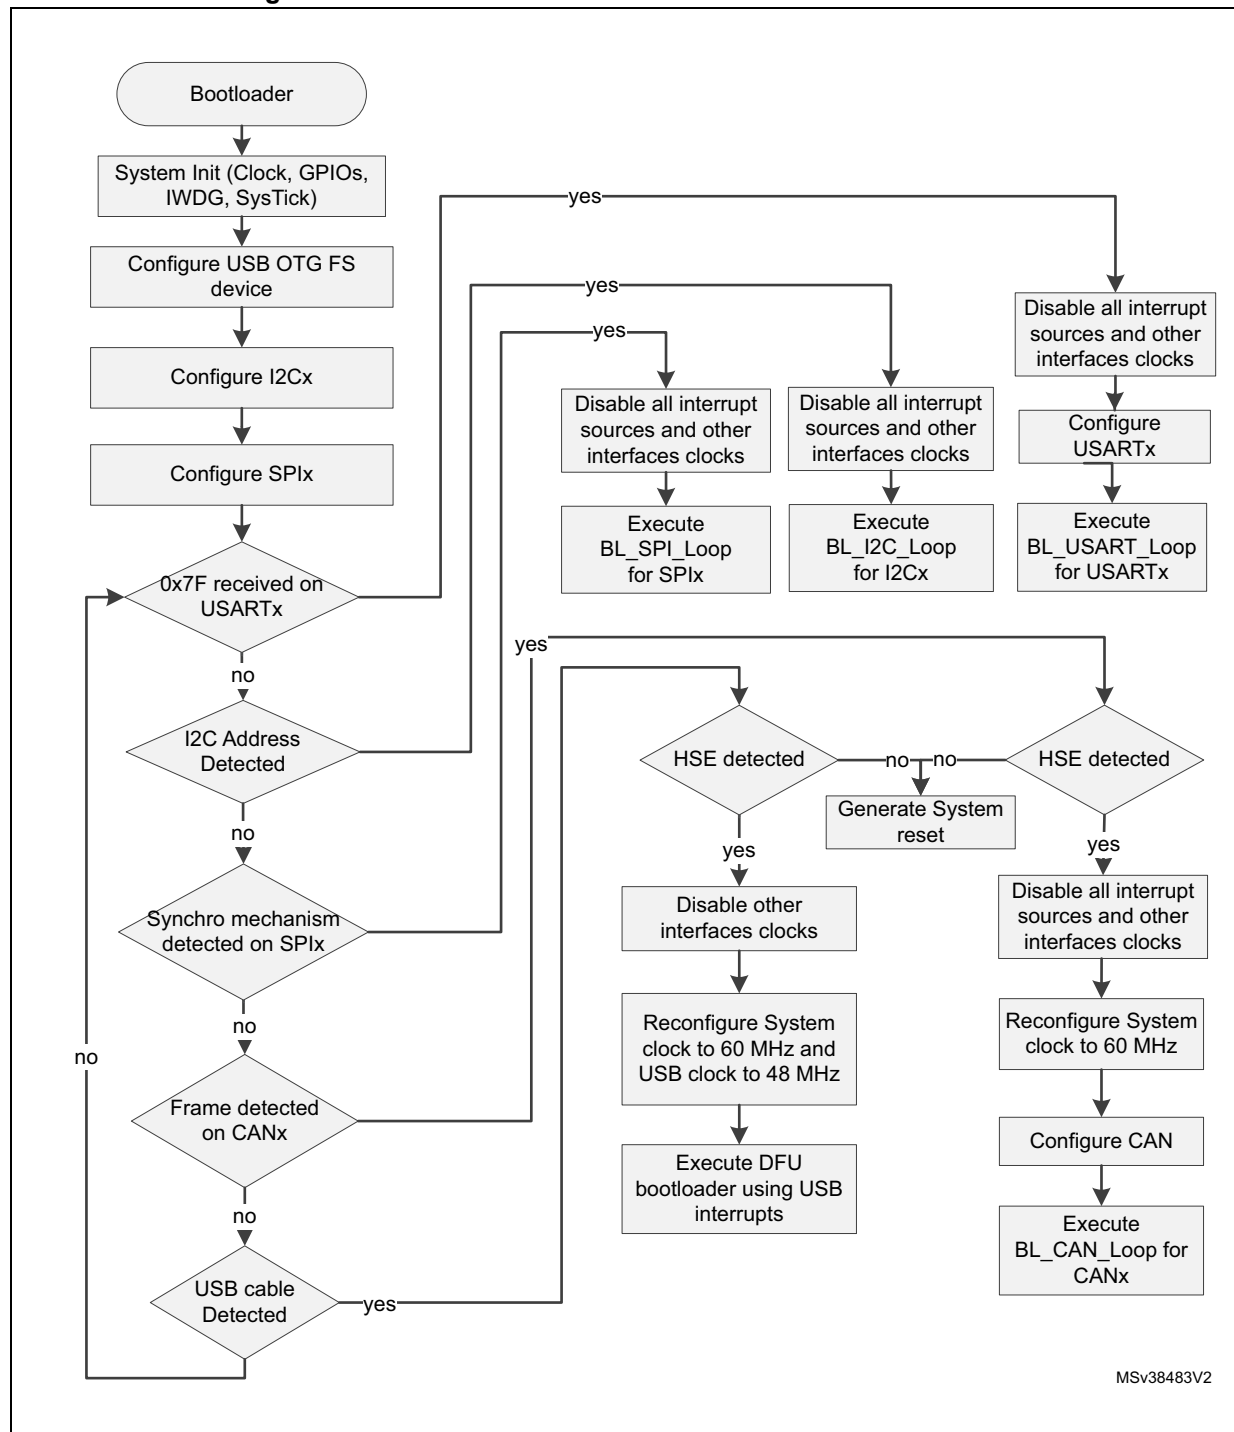 Bootloader
System Init (Clock, GPIOs,
IWDG, SysTick)
Configure USB OTG FS
device
Configure I2Cx
Configure SPIx
0x7F received on
USARTx
no
I2C Address
Detected
no
Synchro mechanism
detected on SPIx
no
Frame detected
on CANx
no
USB cable
Detected
no
yes
yes
yes
yes
yes
Disable all interrupt
sources and other
interfaces clocks
Execute
BL_SPI_Loop
for SPIx
Disable all interrupt
sources and other
interfaces clocks
Execute
BL_I2C_Loop
for I2Cx
Disable all interrupt
sources and other
interfaces clocks
Configure
USARTx
Execute
BL_USART_Loop
for USARTx
HSE detected
no
no
HSE detected
Generate System
reset
yes
Disable other
interfaces clocks
Reconfigure System
clock to 60 MHz and
USB clock to 48 MHz
Execute DFU
bootloader using USB
interrupts
yes
Disable all interrupt
sources and other
interfaces clocks
Reconfigure System
clock to 60 MHz
Configure CAN
Execute
BL_CAN_Loop for
CANx
MSv38483V2